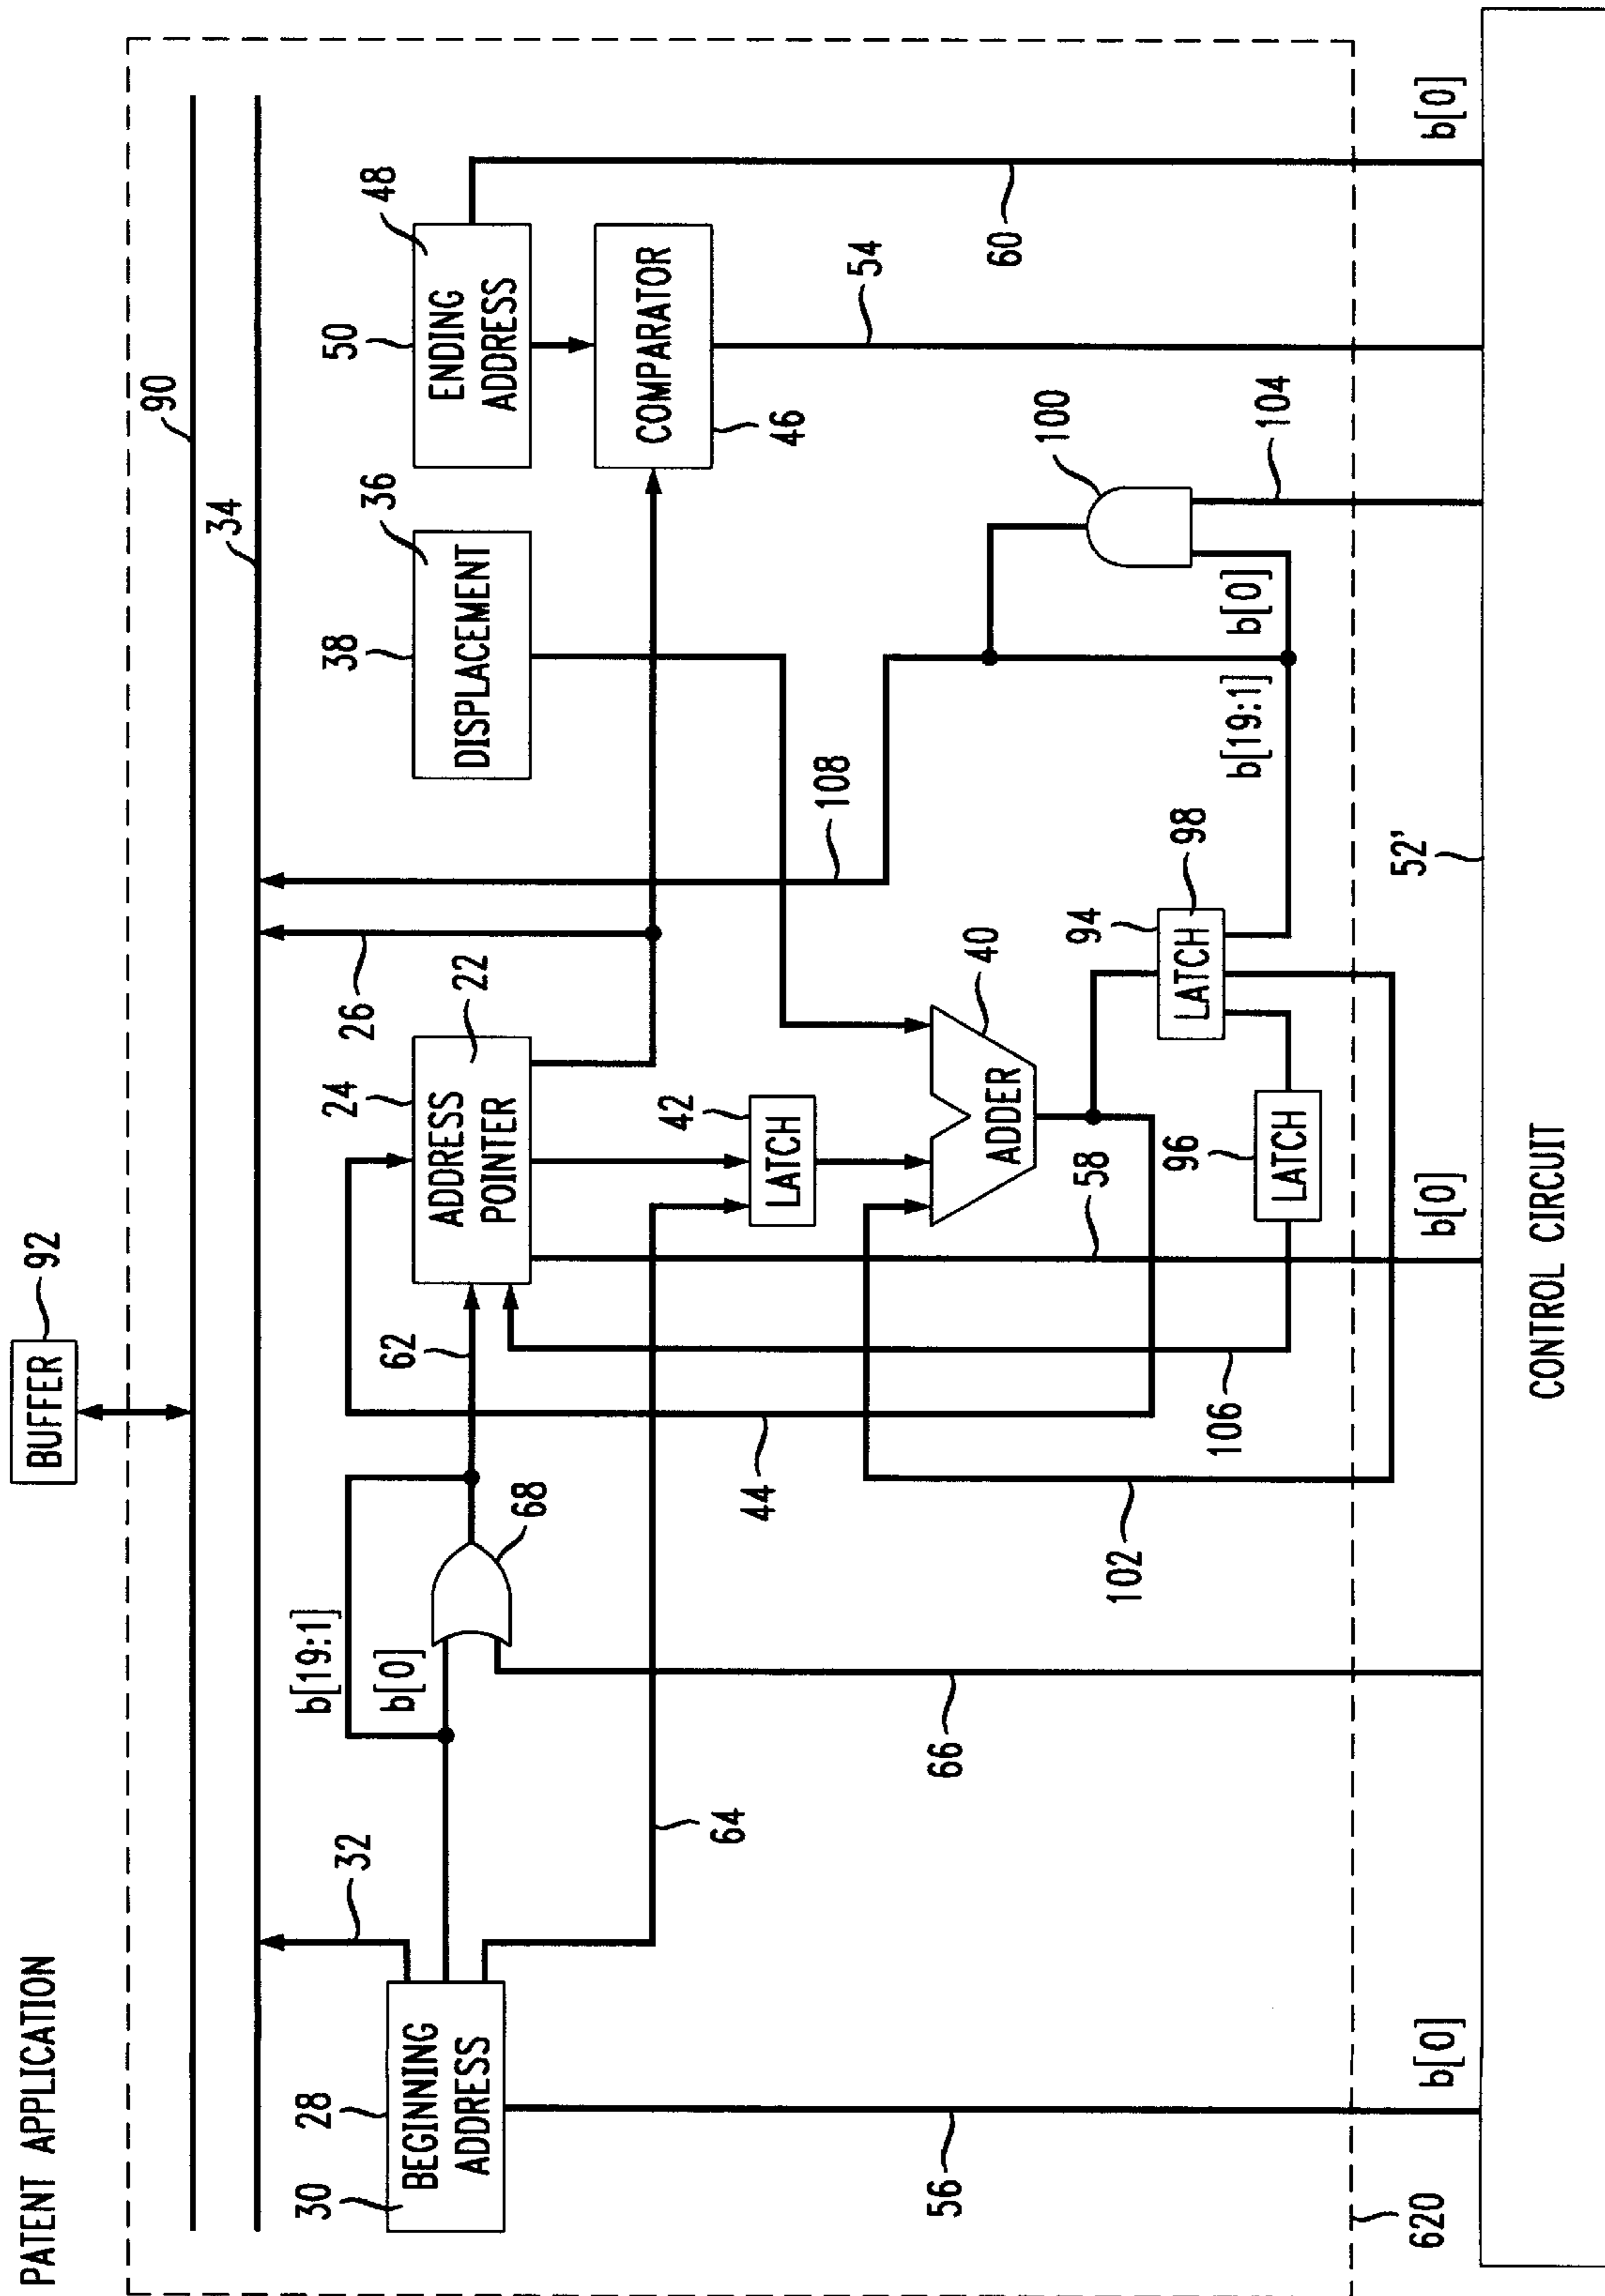 PATENT APPLICATION
BUFFER
92
90
34
32
26
108
30
28
BEGINNING
ADDRESS
b[19:1]
b[0]
68
62
24
22
ADDRESS
POINTER
38
36
DISPLACEMENT
50
48
ENDING
ADDRESS
COMPARATOR
46
64
42
LATCH
40
ADDER
44
66
102
106
58
96
LATCH
94
98
LATCH
b[19:1]
b[0]
100
104
54
60
56
620
b[0]
b[0]
52'
b[0]
CONTROL CIRCUIT